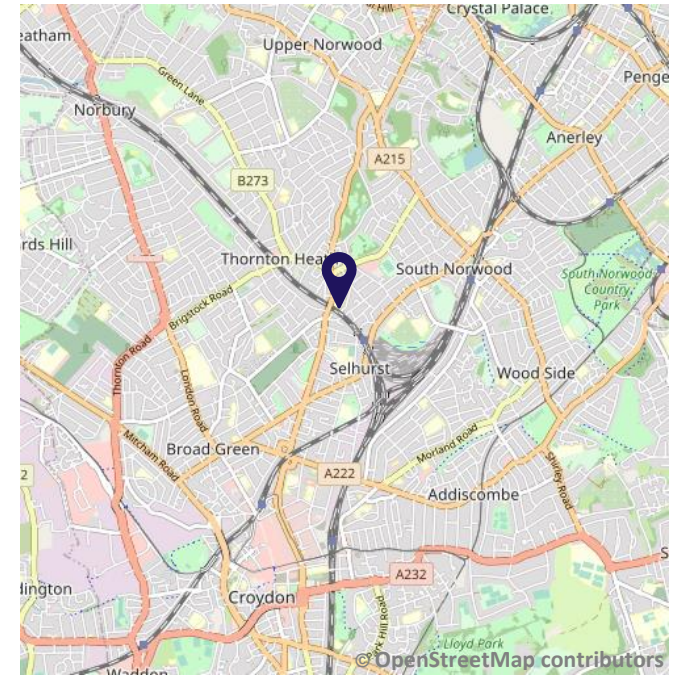 Crystal Palace
eatham
Upper Norwood
Green Lane
Penge
Norbury
Anerley
A215
B273
rds Hill
Thornton Heat
South Norwood
South Norwood
Country
Park
Brigstock Road
Thornton Road
Selhurst
Wood Side
London Road
Mitcham Road
Broad Green
Morland Road
Shirley Road
2
A222
Addiscombe
S
A232
dington
Croydon
Park Hill Road
Lloyd Park
Waddon
© OpenStreetMap contributors